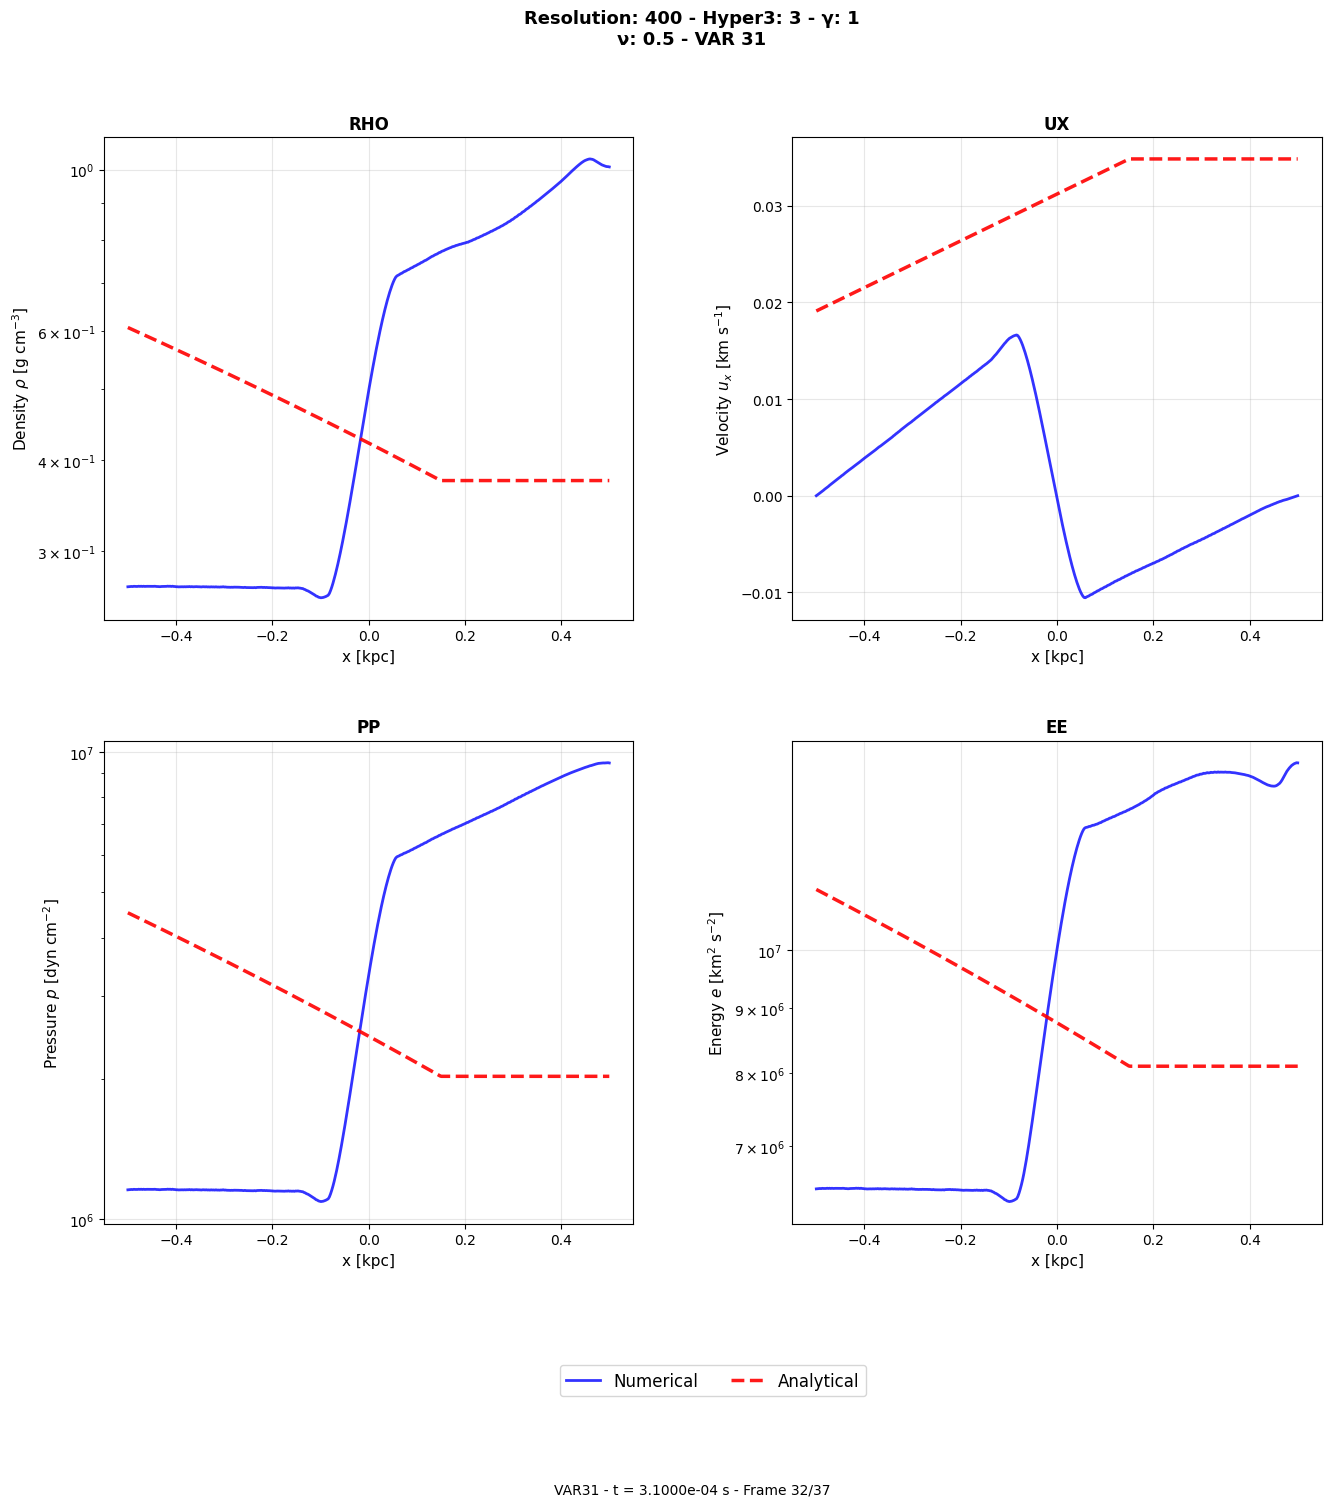 Resolution: 400 - Hyper3: 3 - γ: 1
ν: 0.5 - VAR 31
RHO
Density ρ [g cm⁻³]
10⁰
6 × 10⁻¹
4 × 10⁻¹
3 × 10⁻¹
−0.4 −0.2 0.0 0.2 0.4
x [kpc]
UX
Velocity uₓ [km s⁻¹]
0.03
0.02
0.01
0.00
−0.01
−0.4 −0.2 0.0 0.2 0.4
x [kpc]
PP
Pressure p [dyn cm⁻²]
10⁷
10⁶
−0.4 −0.2 0.0 0.2 0.4
x [kpc]
EE
Energy e [km² s⁻²]
10⁷
9 × 10⁶
8 × 10⁶
7 × 10⁶
−0.4 −0.2 0.0 0.2 0.4
x [kpc]
Numerical Analytical
VAR31 - t = 3.1000e-04 s - Frame 32/37